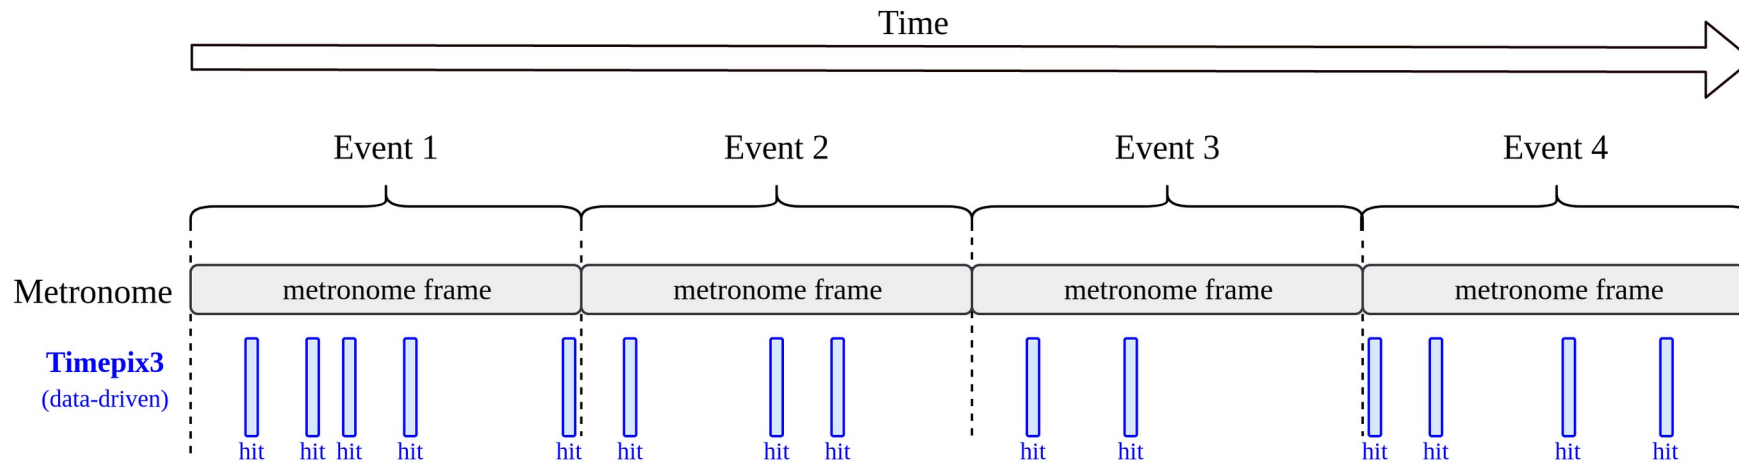 Time
Event 1 Event 2 Event 3 Event 4
Metronome metronome frame metronome frame metronome frame metronome frame
Timepix3
(data-driven)
hit hit hit hit hit hit hit hit hit hit hit hit hit hit